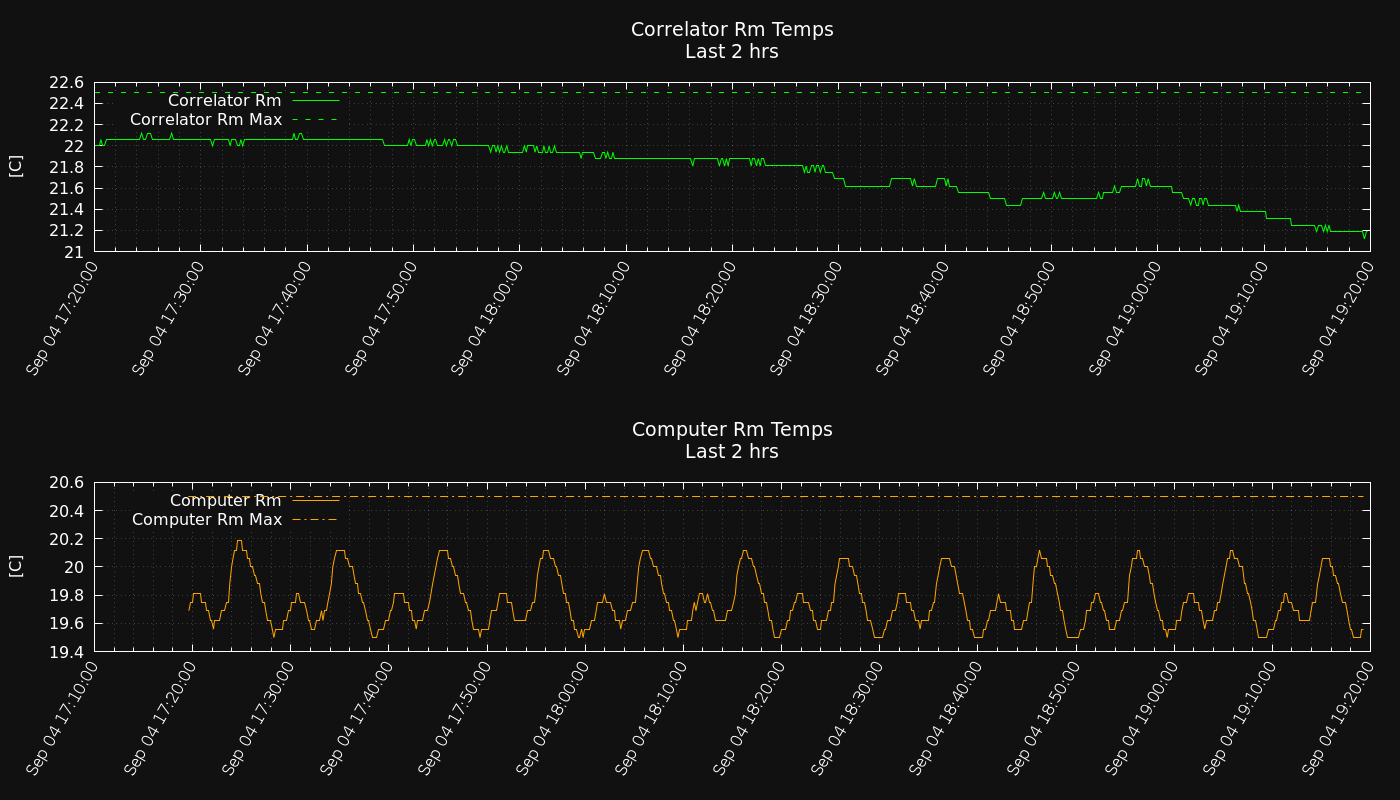 Correlator Rm Temps
Last 2 hrs
22.6
22.4
22.2
22
21.8
21.6
21.4
21.2
21
[C]
Correlator Rm
Correlator Rm Max
Sep 04 17:20:00
Sep 04 17:30:00
Sep 04 17:40:00
Sep 04 17:50:00
Sep 04 18:00:00
Sep 04 18:10:00
Sep 04 18:20:00
Sep 04 18:30:00
Sep 04 18:40:00
Sep 04 18:50:00
Sep 04 19:00:00
Sep 04 19:10:00
Sep 04 19:20:00
Computer Rm Temps
Last 2 hrs
20.6
20.4
20.2
20
19.8
19.6
19.4
[C]
Computer Rm
Computer Rm Max
Sep 04 17:10:00
Sep 04 17:20:00
Sep 04 17:30:00
Sep 04 17:40:00
Sep 04 17:50:00
Sep 04 18:00:00
Sep 04 18:10:00
Sep 04 18:20:00
Sep 04 18:30:00
Sep 04 18:40:00
Sep 04 18:50:00
Sep 04 19:00:00
Sep 04 19:10:00
Sep 04 19:20:00